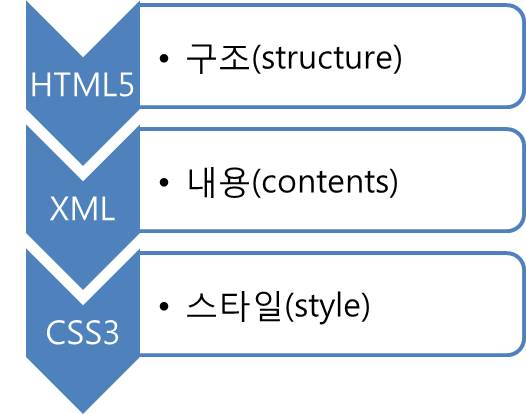 HTML5
• 구조(structure)
XML
• 내용(contents)
CSS3
• 스타일(style)